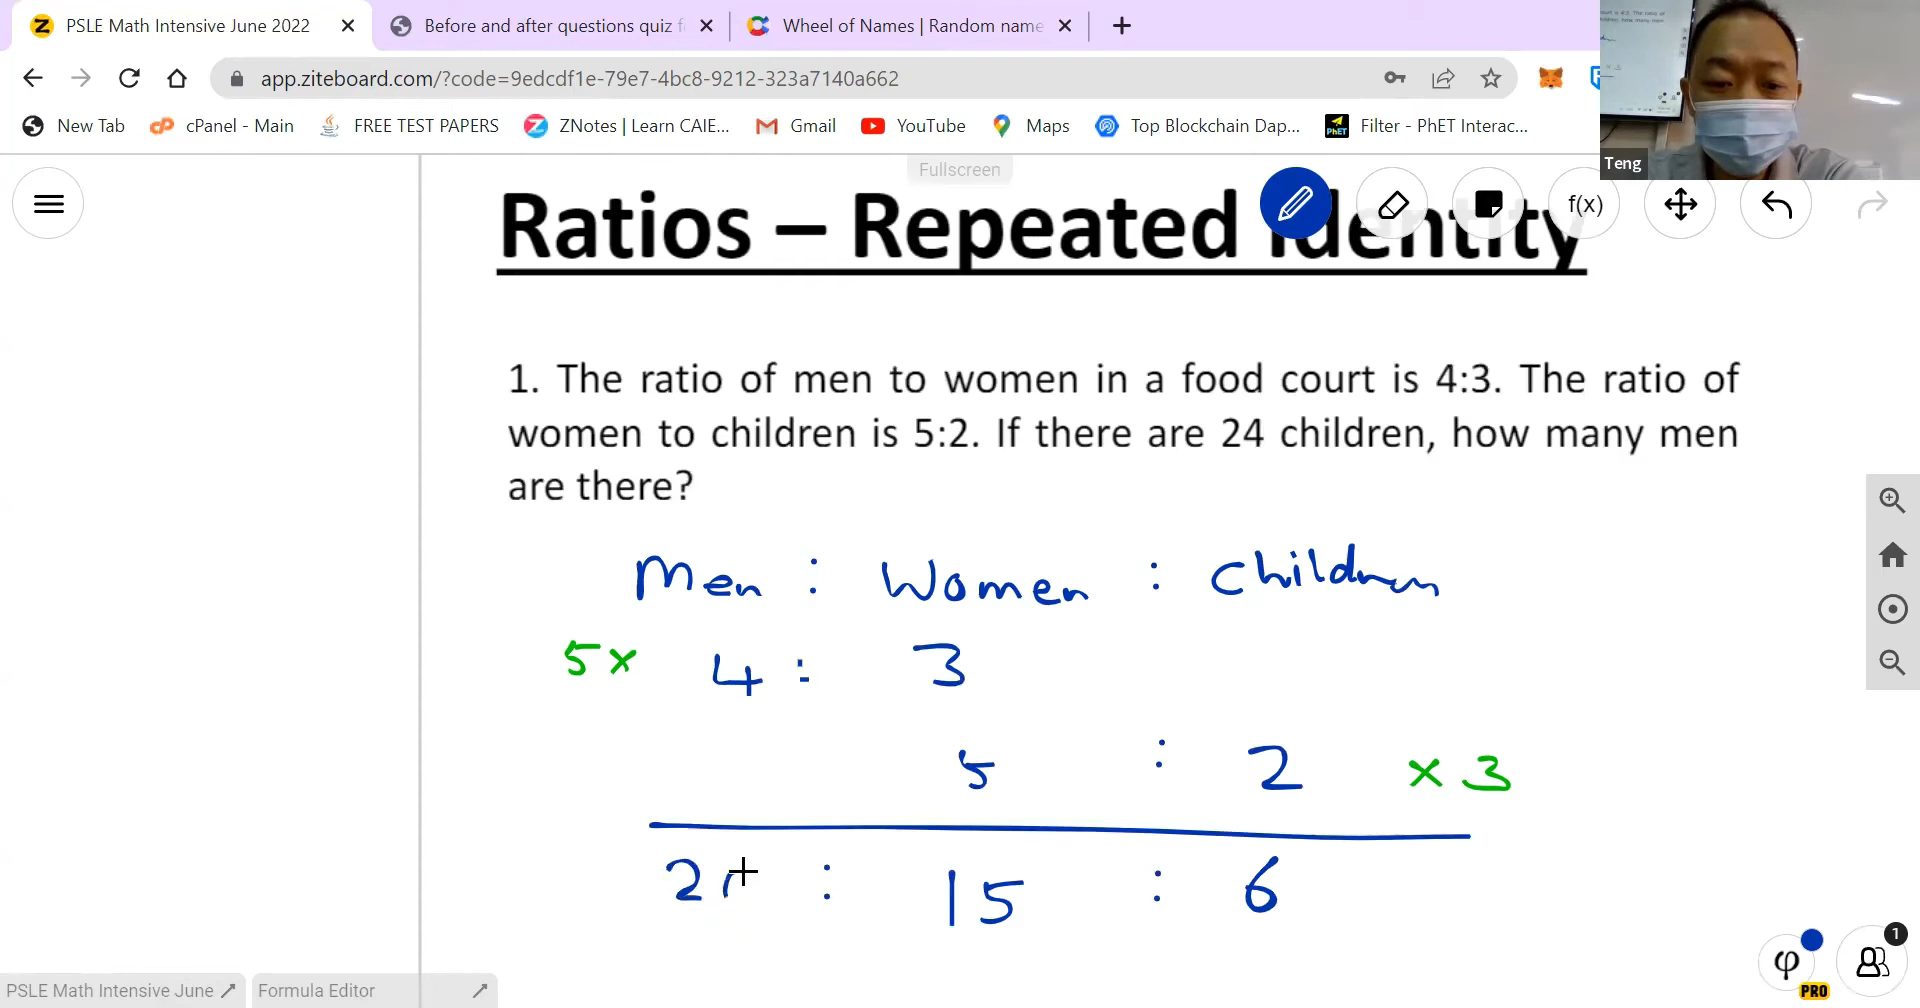 PSLE Math Intensive June 2022
Before and after questions quiz f
Wheel of Names | Random name
app.ziteboard.com/?code=9edcdf1e-79e7-4bc8-9212-323a7140a662
New Tab
cPanel - Main
FREE TEST PAPERS
ZNotes | Learn CAIE...
Gmail
YouTube
Maps
Top Blockchain Dap...
Filter - PhET Interac...
Teng
Fullscreen
f(x)
Ratios – Repeated Identity
1. The ratio of men to women in a food court is 4:3. The ratio of
women to children is 5:2. If there are 24 children, how many men
are there?
Men : Women : Children
5 x 4 : 3
5 : 2 x 3
2 : 15 : 6
1
φ
PRO
PSLE Math Intensive June
Formula Editor